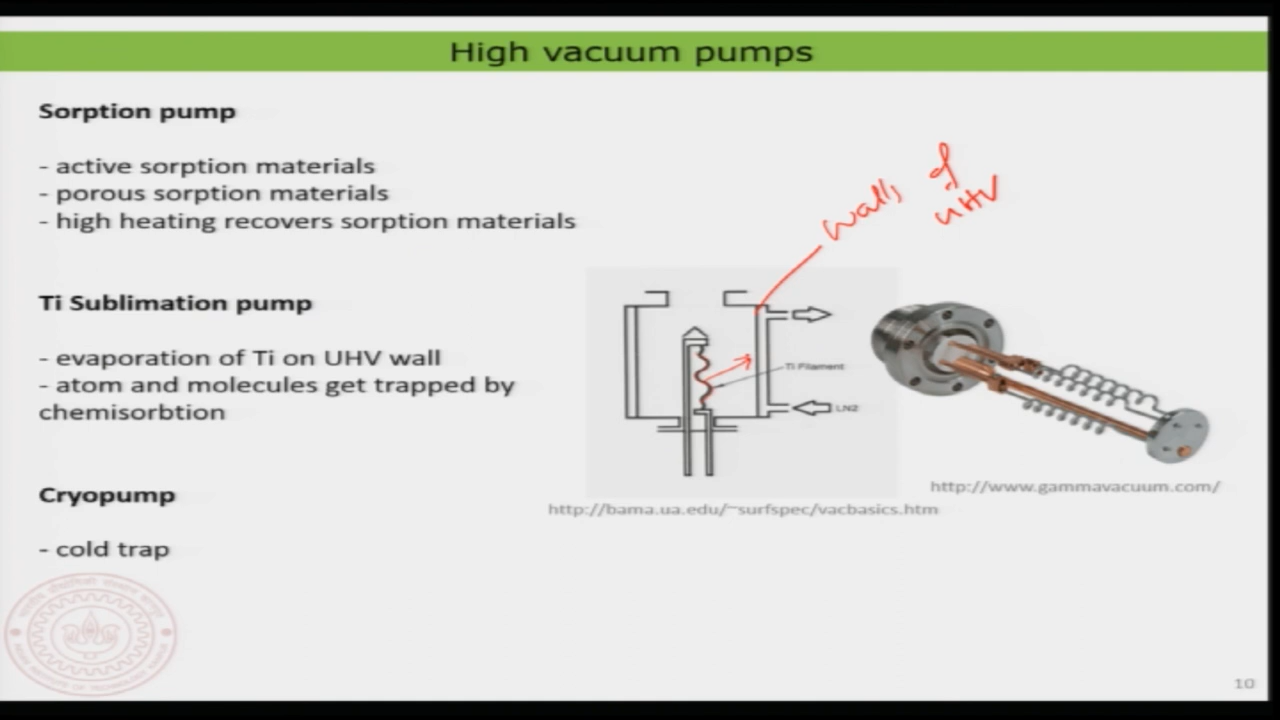 High vacuum pumps
Sorption pump
- active sorption materials
- porous sorption materials
- high heating recovers sorption materials
Ti Sublimation pump
- evaporation of Ti on UHV wall
- atom and molecules get trapped by
chemisorbtion
Cryopump
- cold trap
walls of
UHV
Ti Filament
LN2
http://bama.ua.edu/~surfspec/vacbasics.htm
http://www.gammavacuum.com/
10